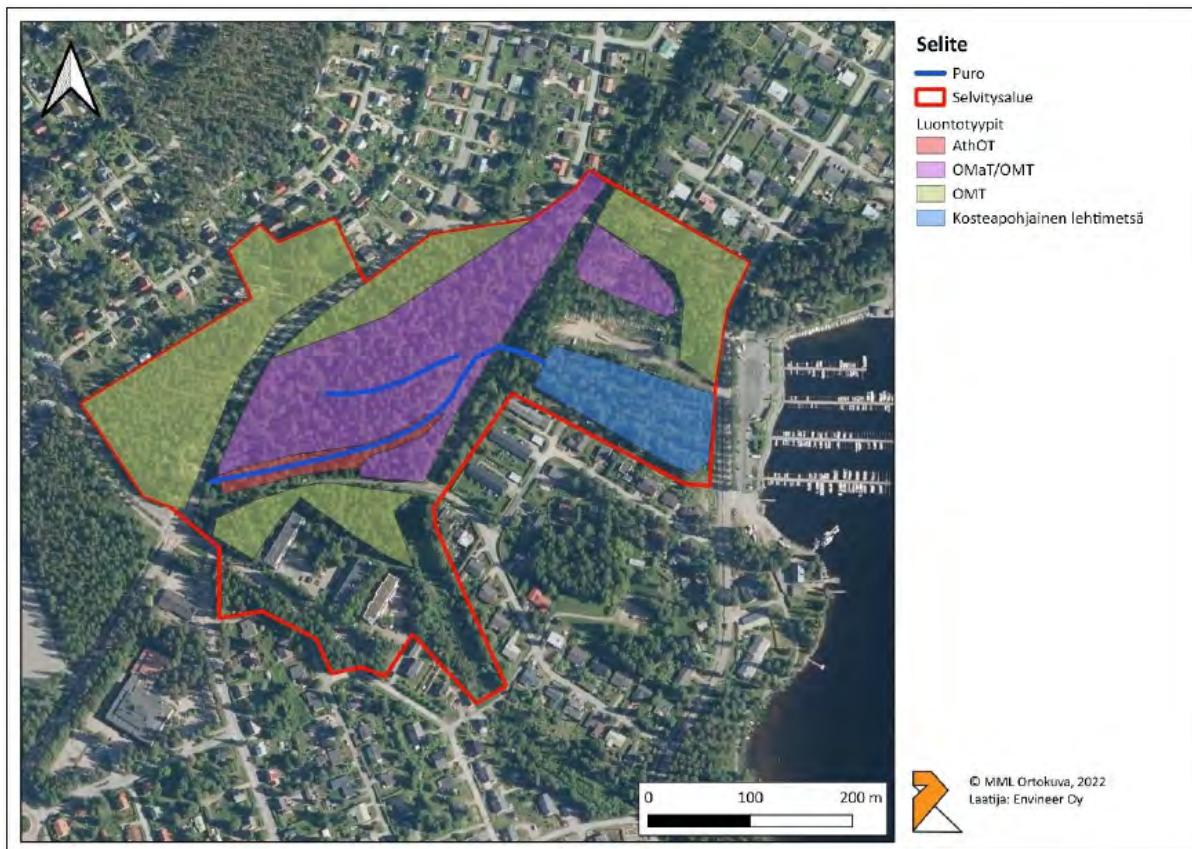 Selite
Puro
Selvitysalue
Luontotyypit
AthOT
OMaT/OMT
OMT
Kosteapohjainen lehtimetsä
0 100 200 m
© MML Ortokuva, 2022
Laatija: Envineer Oy